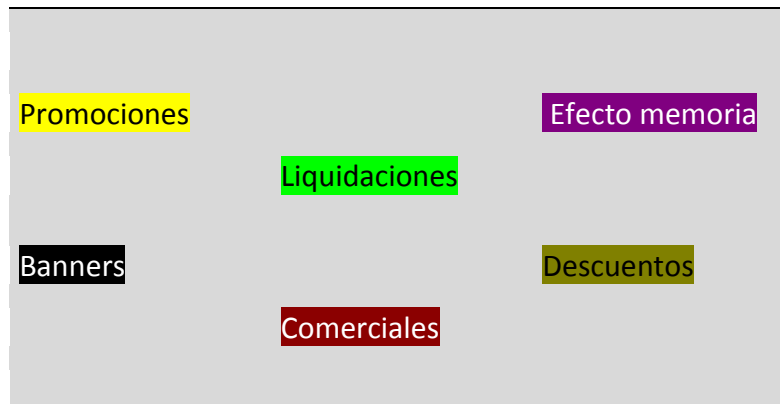 Promociones
Efecto memoria
Liquidaciones
Banners
Descuentos
Comerciales